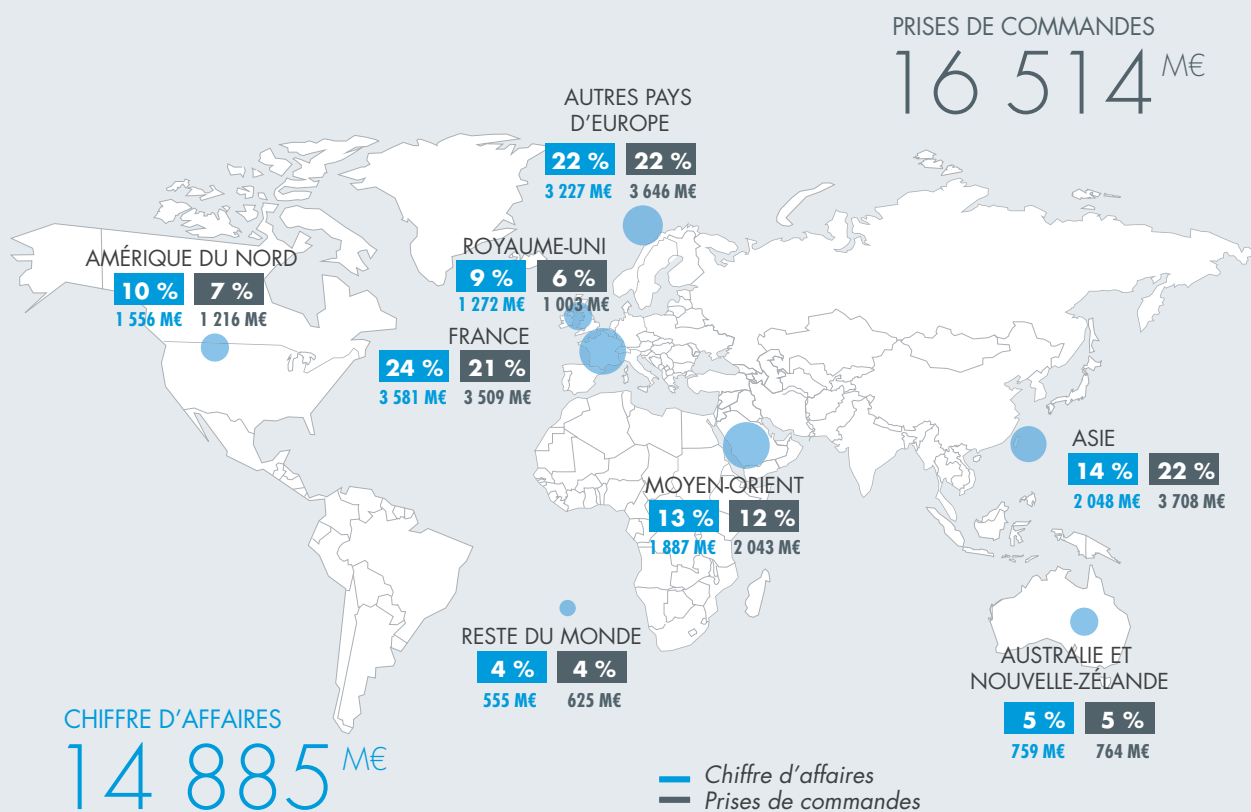 PRISES DE COMMANDES
16 514 M€
AUTRES PAYS
D'EUROPE
22 % 22 %
3 227 M€ 3 646 M€
ROYAUME-UNI
9 % 6 %
1 272 M€ 1 003 M€
AMÉRIQUE DU NORD
10 % 7 %
1 556 M€ 1 216 M€
FRANCE
24 % 21 %
3 581 M€ 3 509 M€
ASIE
14 % 22 %
2 048 M€ 3 708 M€
MOYEN-ORIENT
13 % 12 %
1 887 M€ 2 043 M€
RESTE DU MONDE
4 % 4 %
555 M€ 625 M€
AUSTRALIE ET
NOUVELLE-ZÉLANDE
5 % 5 %
759 M€ 764 M€
CHIFFRE D'AFFAIRES
14 885 M€
Chiffre d'affaires
Prises de commandes